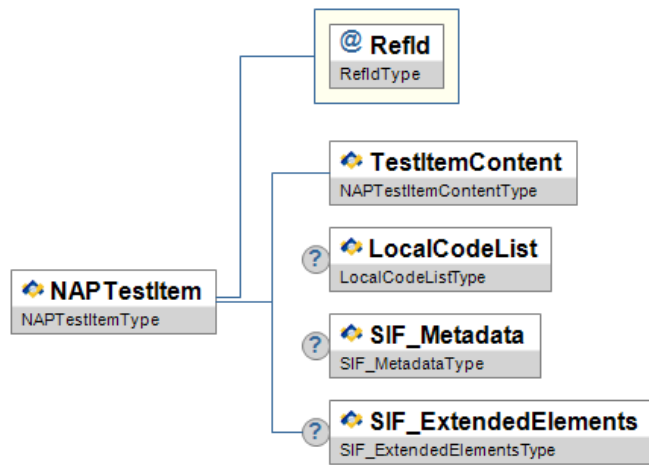 @ RefId
RefIdType
TestItemContent
NAPTestItemContentType
? LocalCodeList
LocalCodeListType
NAPTestItem
NAPTestItemType
? SIF_Metadata
SIF_MetadataType
? SIF_ExtendedElements
SIF_ExtendedElementsType